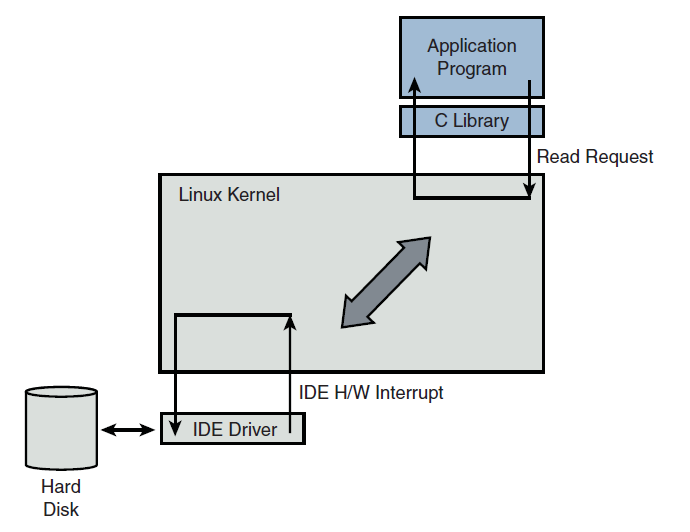 Application
Program
C Library
Read Request
Linux Kernel
IDE H/W Interrupt
IDE Driver
Hard
Disk